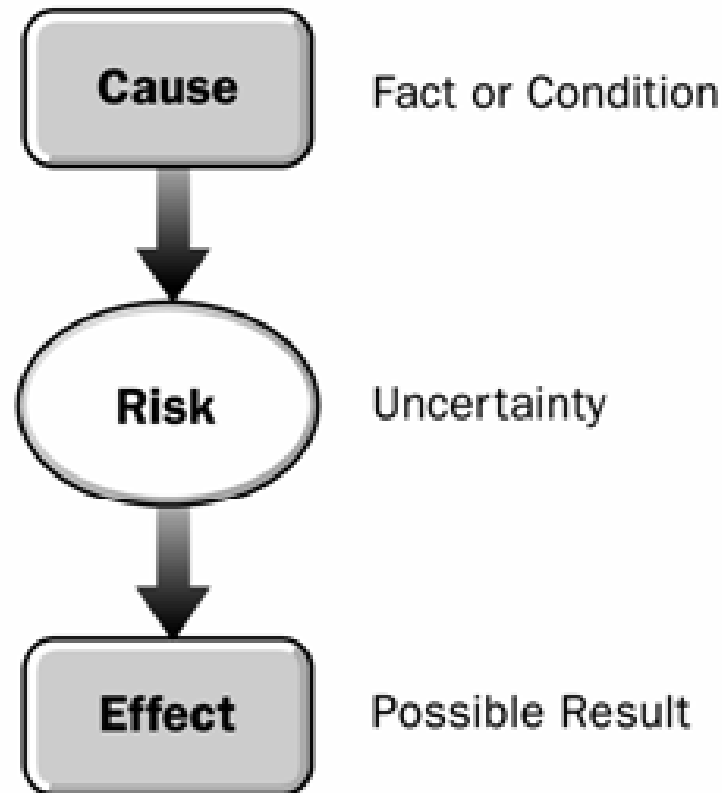 Cause
Fact or Condition
Risk
Uncertainty
Effect
Possible Result